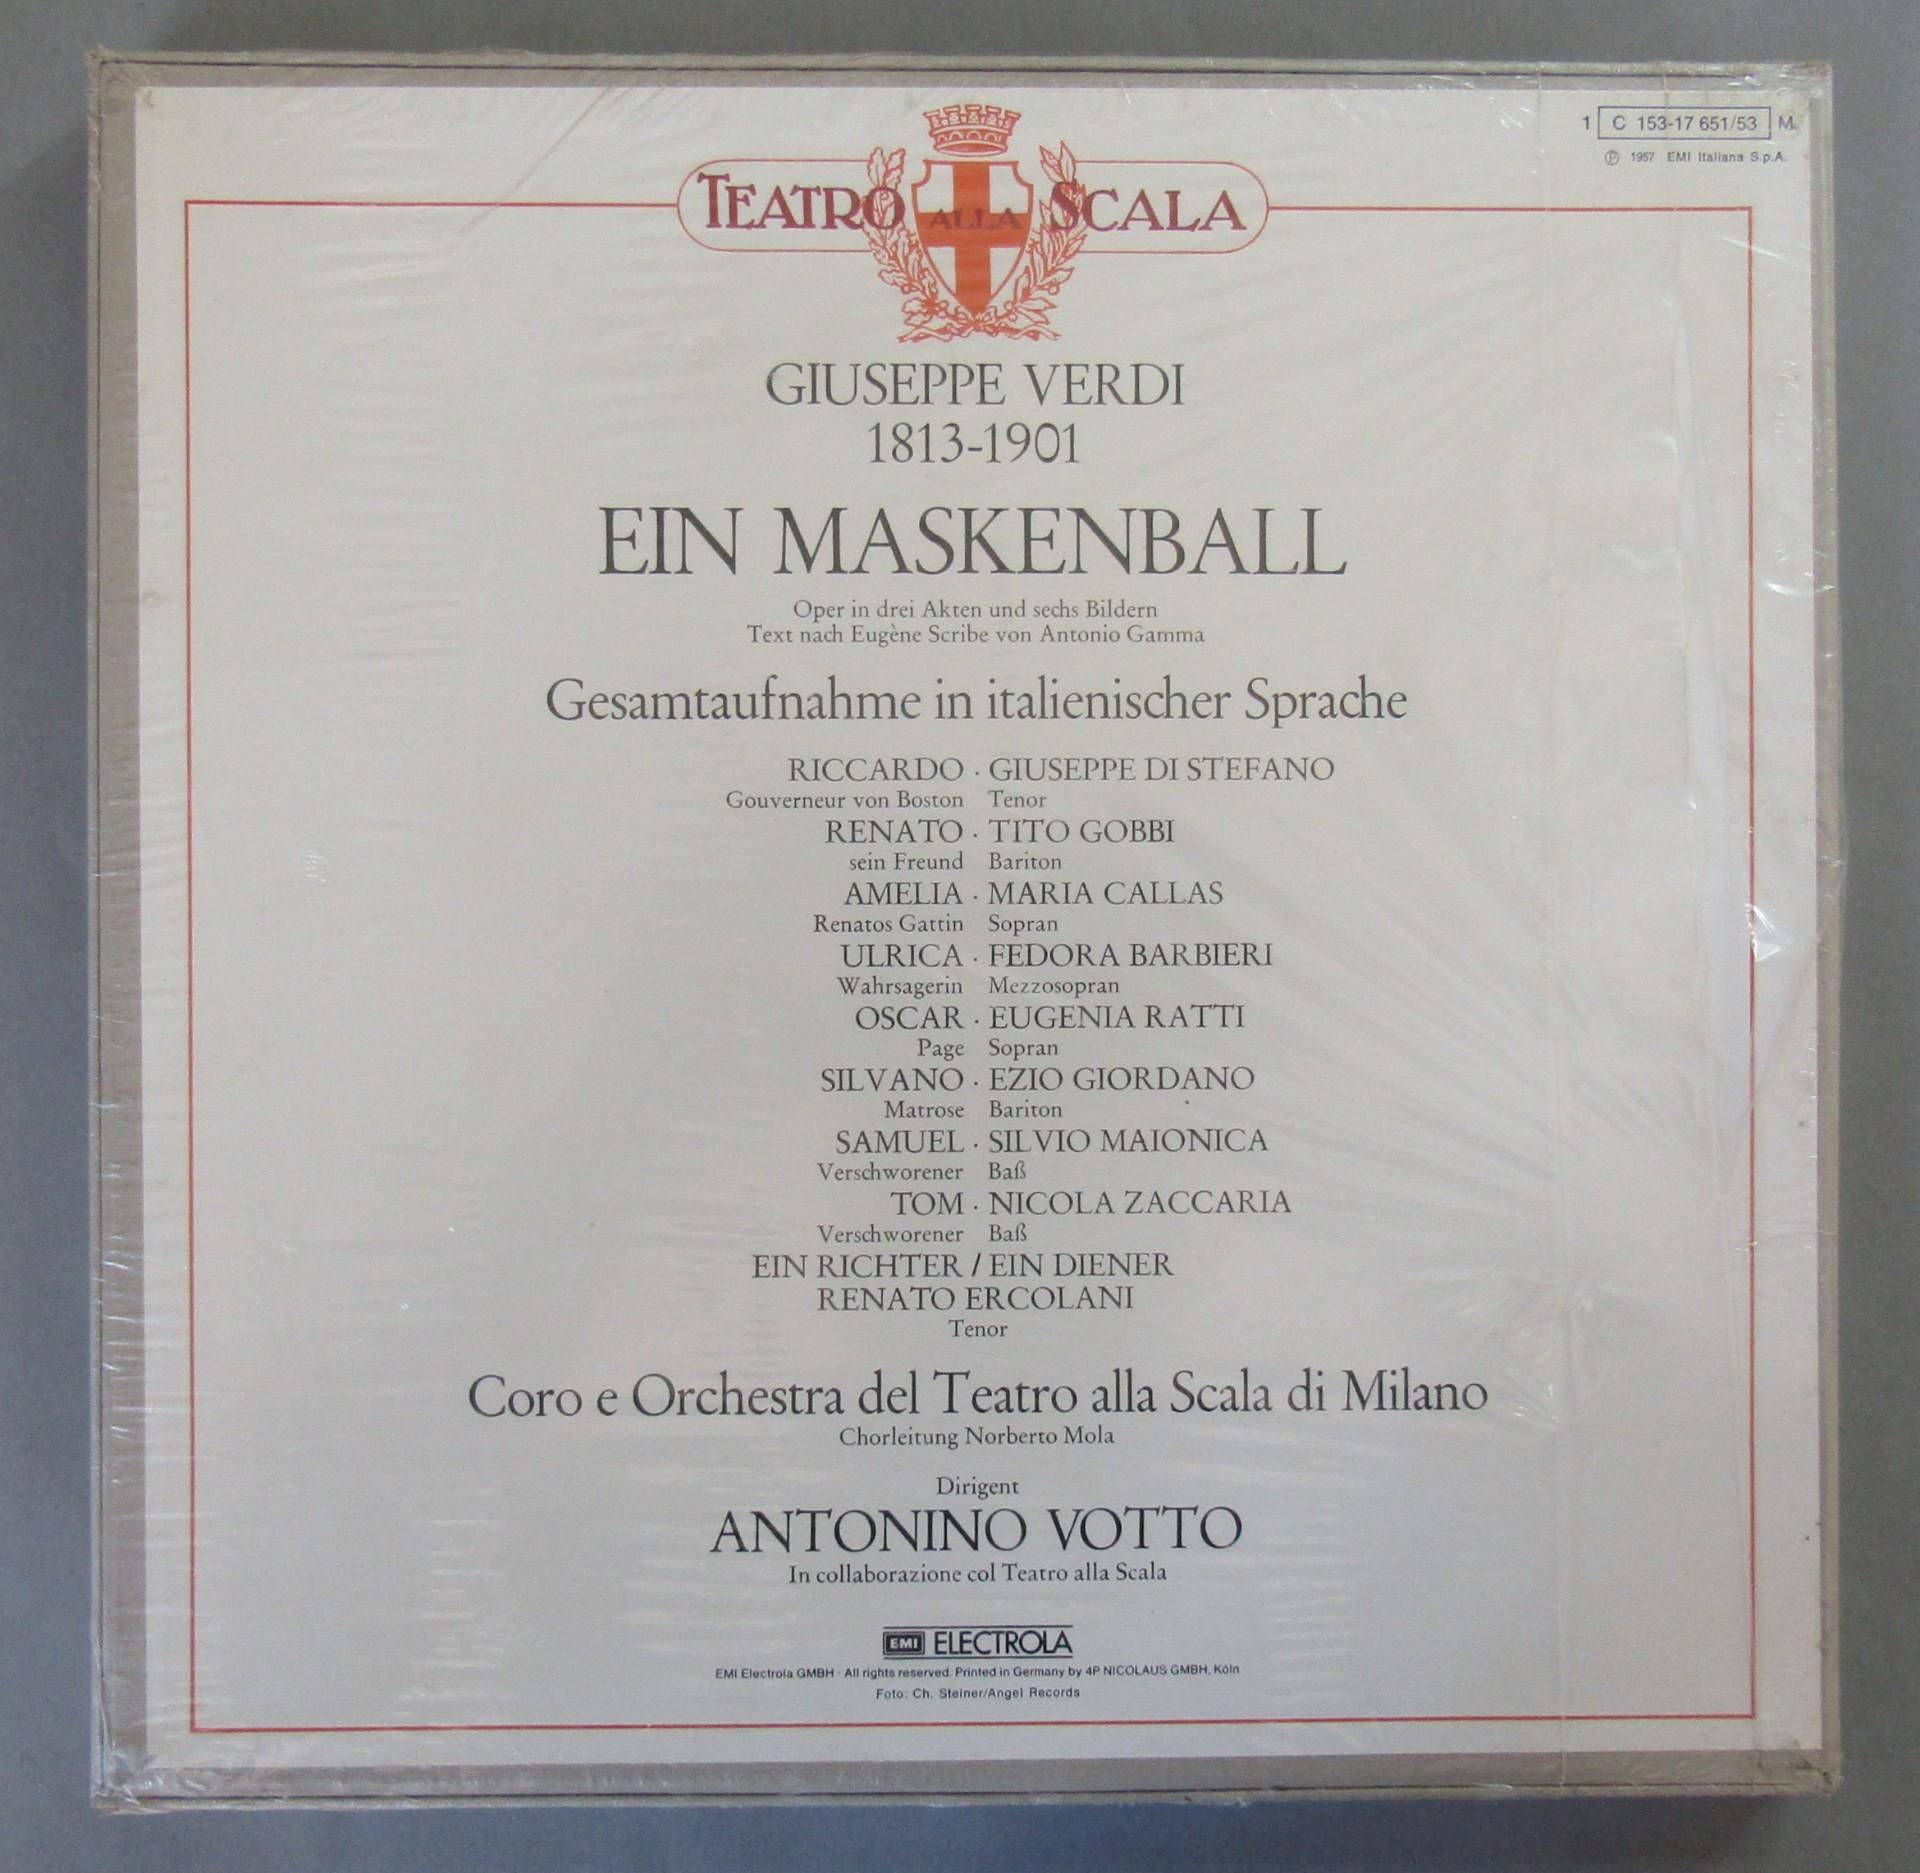 1 C 153-17 651/53 M
℗ 1957 EMI Italiana S.p.A.
TEATRO ALLA SCALA
GIUSEPPE VERDI
1813-1901
EIN MASKENBALL
Oper in drei Akten und sechs Bildern
Text nach Eugène Scribe von Antonio Gamma
Gesamtaufnahme in italienischer Sprache
RICCARDO · GIUSEPPE DI STEFANO
Gouverneur von Boston Tenor
RENATO · TITO GOBBI
sein Freund Bariton
AMELIA · MARIA CALLAS
Renatos Gattin Sopran
ULRICA · FEDORA BARBIERI
Wahrsagerin Mezzosopran
OSCAR · EUGENIA RATTI
Page Sopran
SILVANO · EZIO GIORDANO
Matrose Bariton
SAMUEL · SILVIO MAIONICA
Verschworener Baß
TOM · NICOLA ZACCARIA
Verschworener Baß
EIN RICHTER / EIN DIENER
RENATO ERCOLANI
Tenor
Coro e Orchestra del Teatro alla Scala di Milano
Chorleitung Norberto Mola
Dirigent
ANTONINO VOTTO
In collaborazione col Teatro alla Scala
EMI ELECTROLA
EMI Electrola GMBH · All rights reserved. Printed in Germany by 4P NICOLAUS GMBH, Köln
Foto: Ch. Steiner/Angel Records